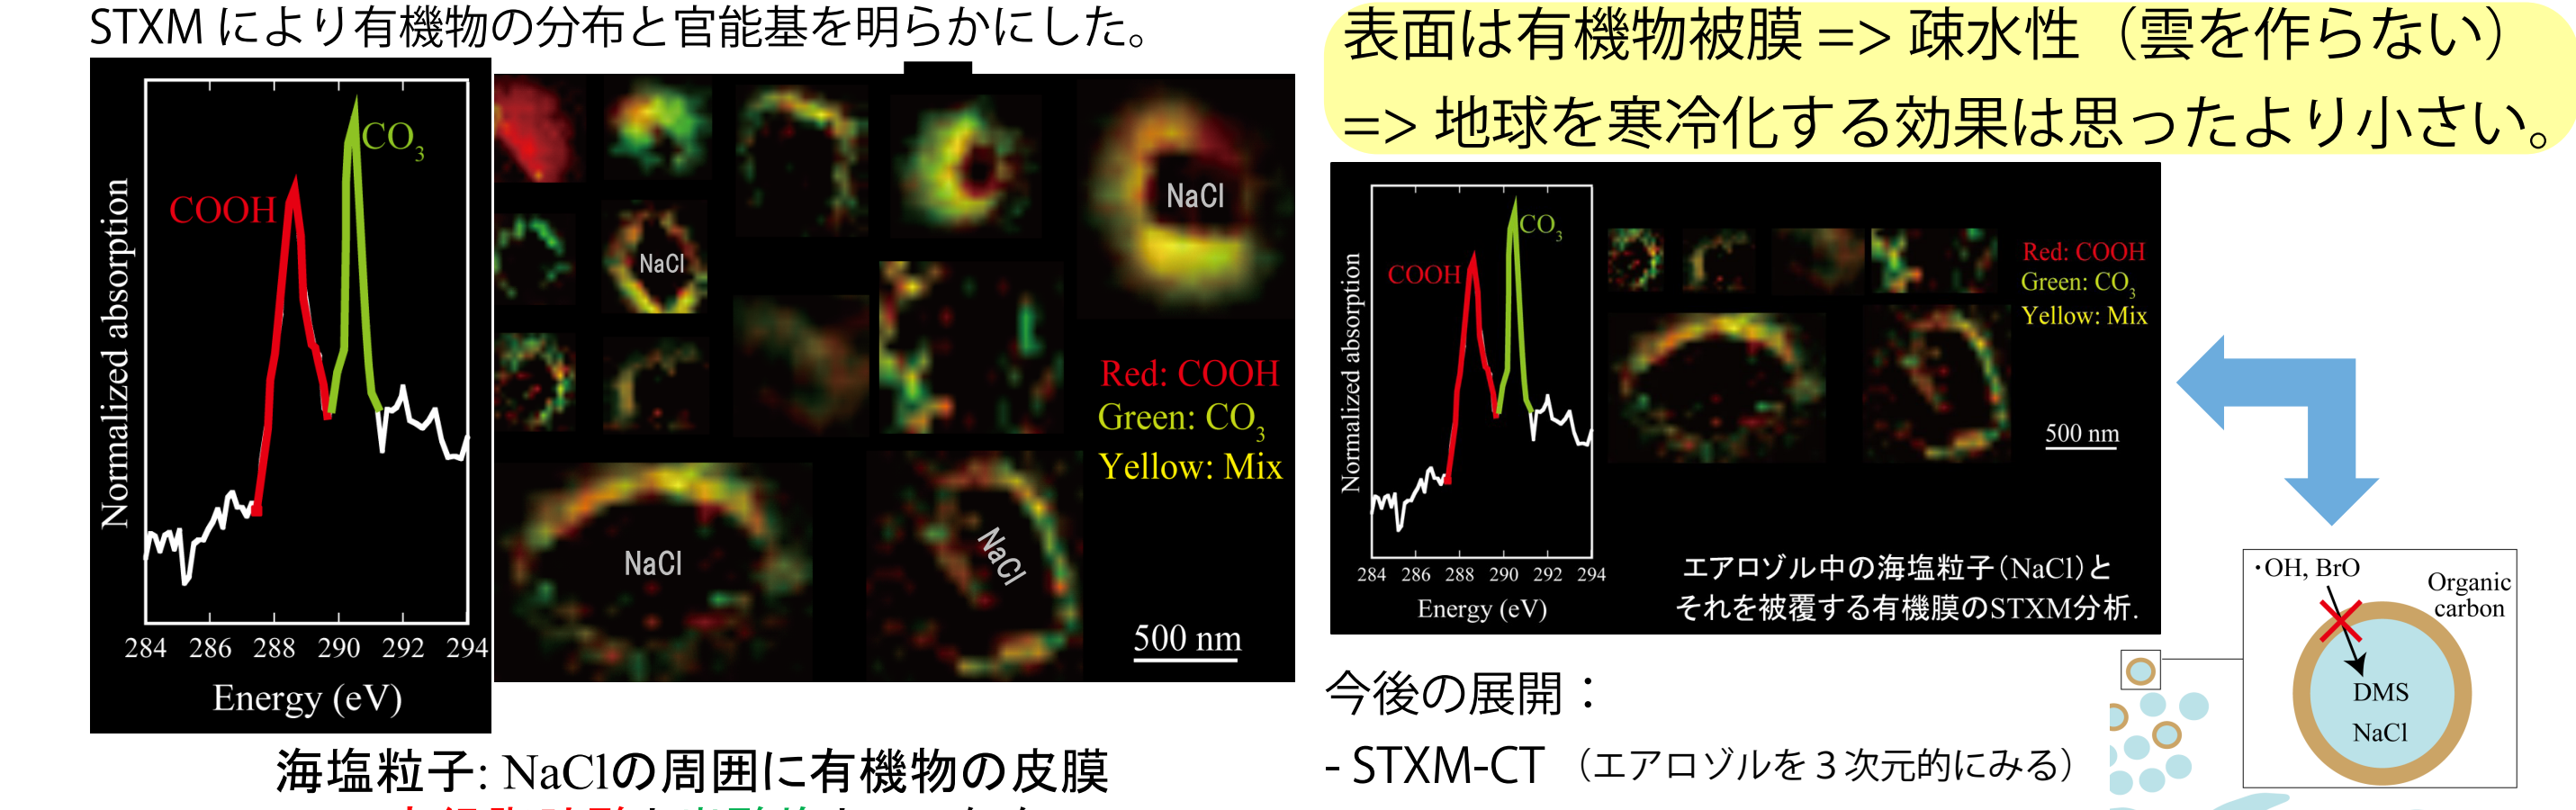 STXM により有機物の分布と官能基を明らかにした。
CO3
COOH
Normalized absorption
284 286 288 290 292 294
Energy (eV)
NaCl
NaCl
NaCl
NaCl
Red: COOH
Green: CO3
Yellow: Mix
500 nm
海塩粒子: NaClの周囲に有機物の皮膜
表面は有機物被膜 => 疎水性（雲を作らない）
=> 地球を寒冷化する効果は思ったより小さい。
CO3
COOH
Normalized absorption
284 286 288 290 292 294
Energy (eV)
Red: COOH
Green: CO3
Yellow: Mix
500 nm
エアロゾル中の海塩粒子(NaCl)と
それを被覆する有機膜のSTXM分析.
今後の展開：
- STXM-CT （エアロゾルを３次元的にみる）
・OH, BrO
Organic
carbon
DMS
NaCl